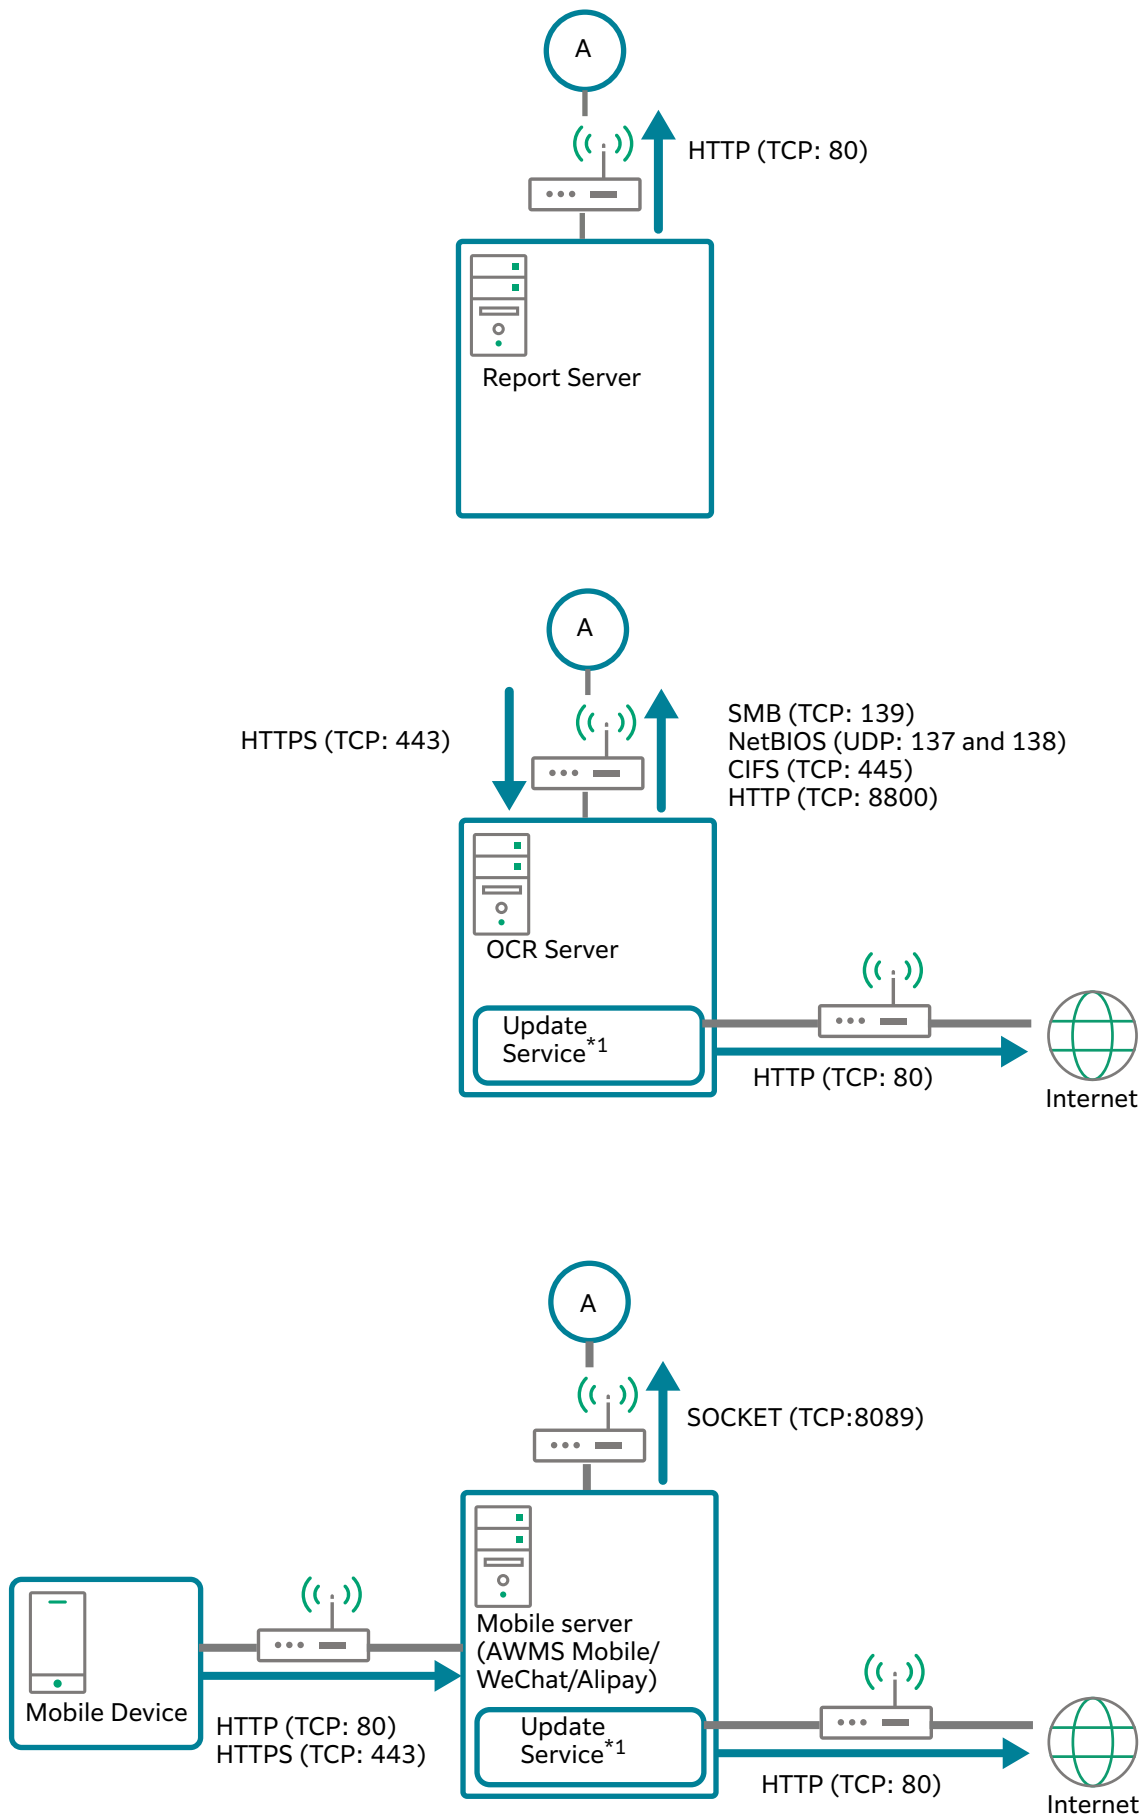 A
HTTP (TCP: 80)
Report Server
A
HTTPS (TCP: 443)
SMB (TCP: 139)
NetBIOS (UDP: 137 and 138)
CIFS (TCP: 445)
HTTP (TCP: 8800)
OCR Server
Update
Service*1
HTTP (TCP: 80)
Internet
A
SOCKET (TCP:8089)
Mobile server
(AWMS Mobile/
WeChat/Alipay)
Mobile Device
HTTP (TCP: 80)
HTTPS (TCP: 443)
Update
Service*1
HTTP (TCP: 80)
Internet